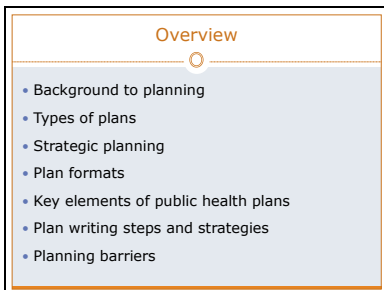 Overview
• Background to planning
• Types of plans
• Strategic planning
• Plan formats
• Key elements of public health plans
• Plan writing steps and strategies
• Planning barriers